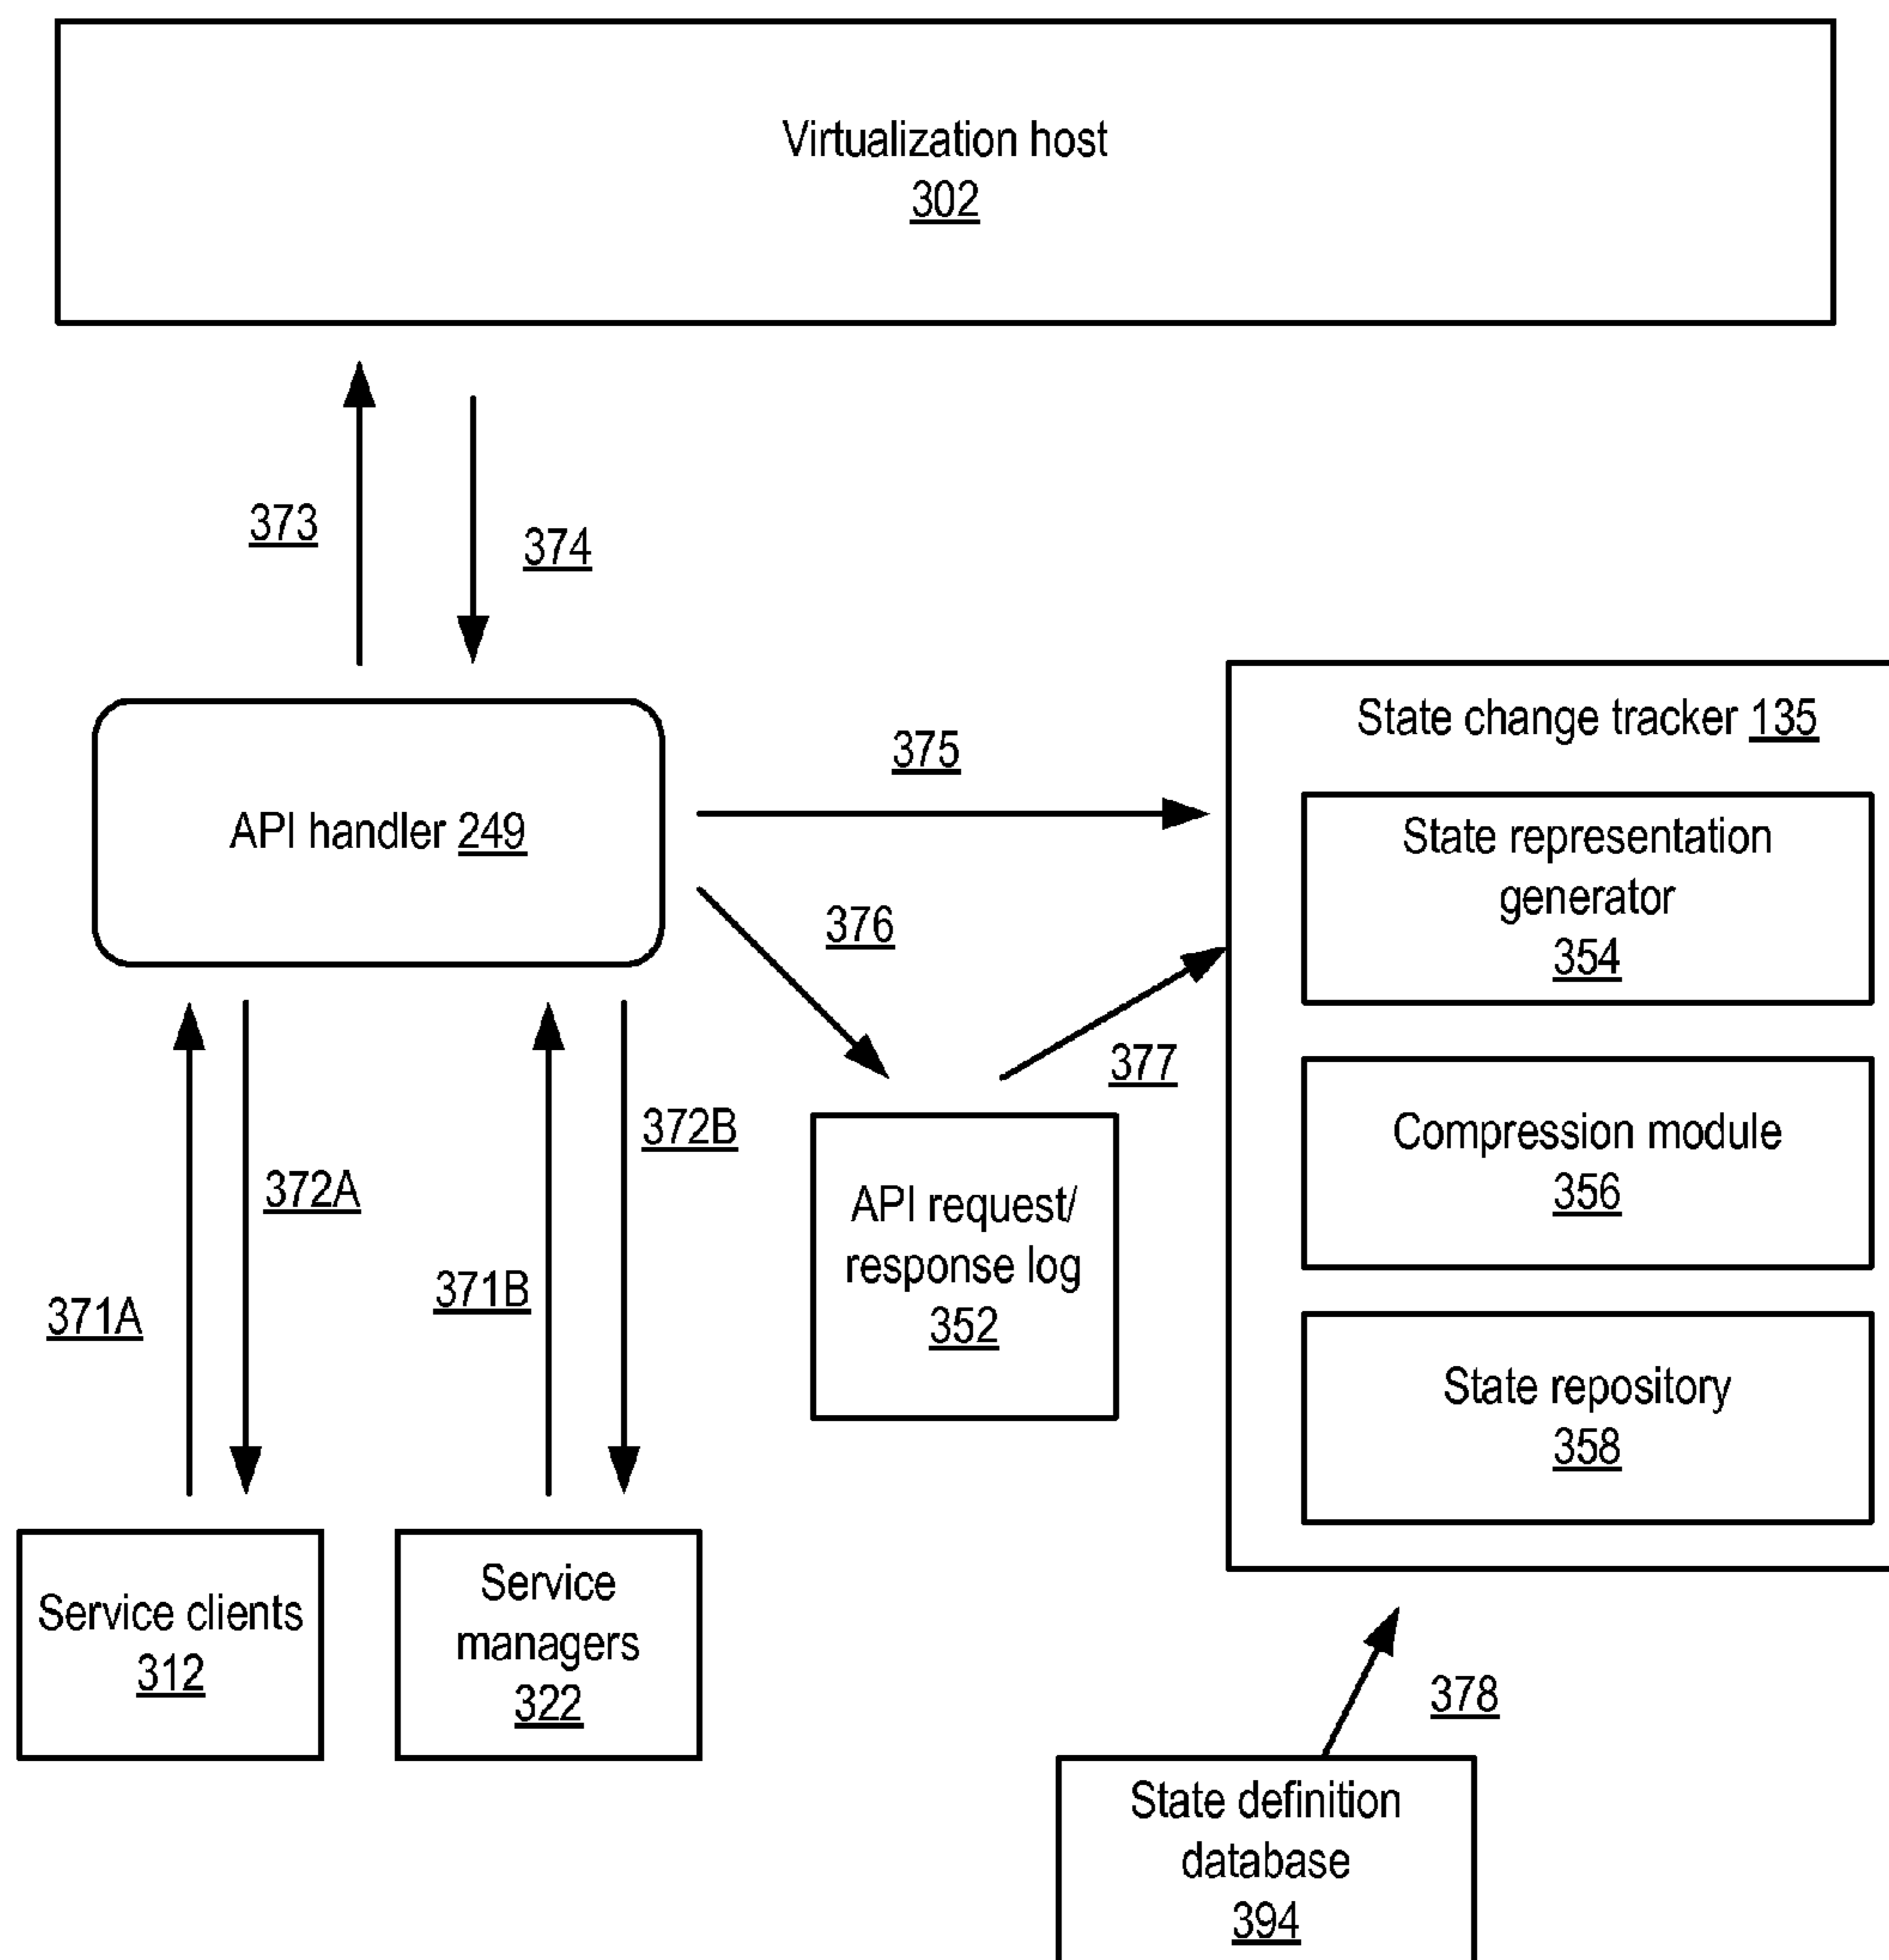 Virtualization host
302
373
374
State change tracker 135
375
API handler 249
State representation
generator
354
376
377
Compression module
356
372B
372A
API request/
response log
352
371B
371A
State repository
358
Service clients
312
Service
managers
322
378
State definition
database
394